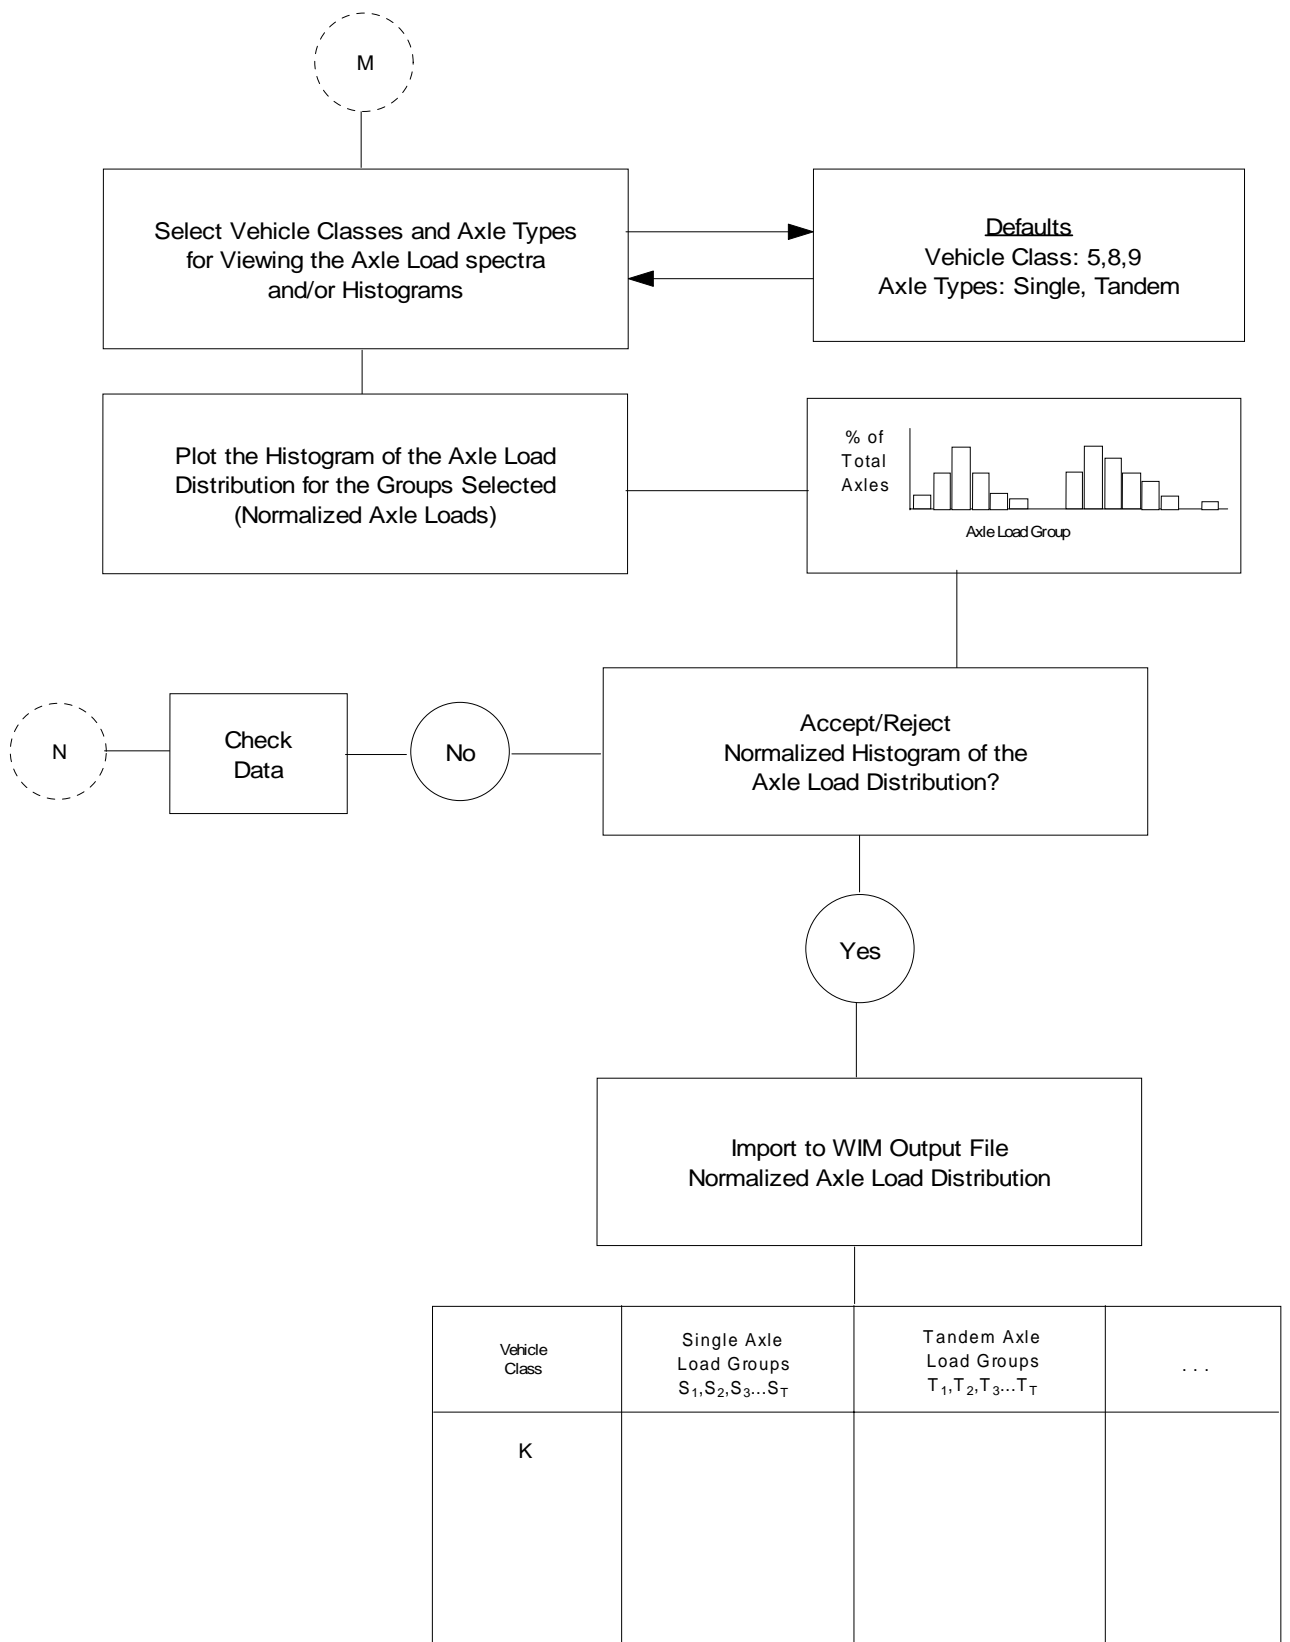 M
Select Vehicle Classes and Axle Types
for Viewing the Axle Load spectra
and/or Histograms
Defaults
Vehicle Class: 5,8,9
Axle Types: Single, Tandem
Plot the Histogram of the Axle Load
Distribution for the Groups Selected
(Normalized Axle Loads)
% of
Total
Axles
Axle Load Group
N
Check
Data
No
Accept/Reject
Normalized Histogram of the
Axle Load Distribution?
Yes
Import to WIM Output File
Normalized Axle Load Distribution
Vehicle
Class
Single Axle
Load Groups
S₁,S₂,S₃...S_T
Tandem Axle
Load Groups
T₁,T₂,T₃...T_T
. . .
K